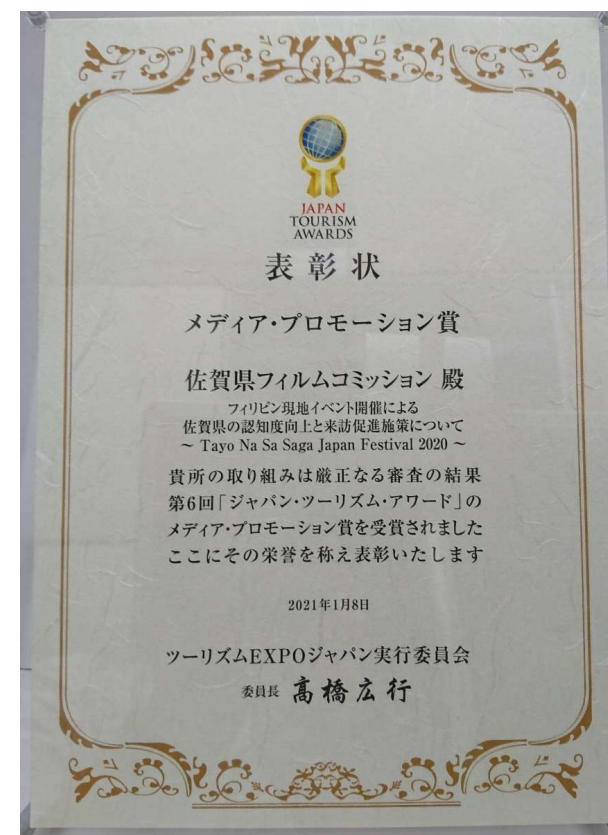 JAPAN
TOURISM
AWARDS
表彰状
メディア・プロモーション賞
佐賀県フィルムコミッション 殿
フィリピン現地イベント開催による
佐賀県の認知度向上と来訪促進施策について
～ Tayo Na Sa Saga Japan Festival 2020 ～
貴所の取り組みは厳正なる審査の結果
第6回「ジャパン・ツーリズム・アワード」の
メディア・プロモーション賞を受賞されました
ここにその栄誉を称え表彰いたします
2021年1月8日
ツーリズムEXPOジャパン実行委員会
委員長 髙橋広行